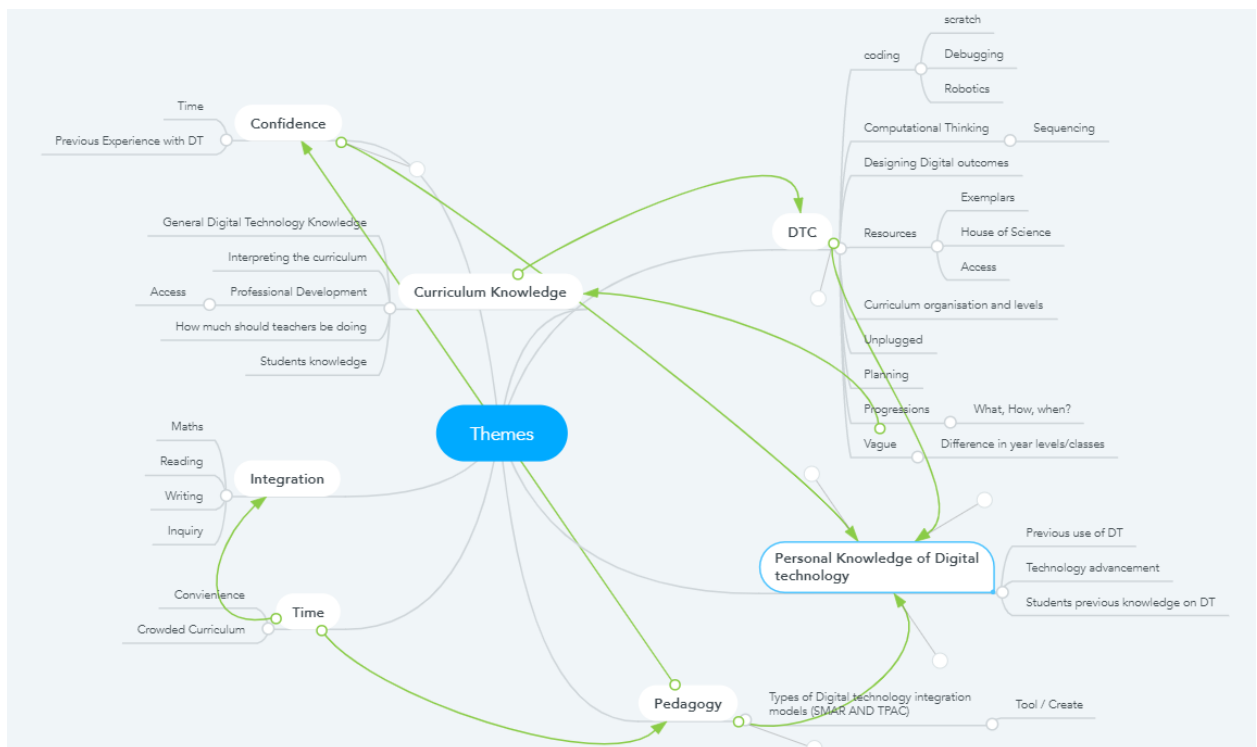 Themes
Confidence
Time
Previous Experience with DT
Curriculum Knowledge
General Digital Technology Knowledge
Interpreting the curriculum
Access
Professional Development
How much should teachers be doing
Students knowledge
Integration
Maths
Reading
Writing
Inquiry
Time
Convienience
Crowded Curriculum
DTC
coding
scratch
Debugging
Robotics
Computational Thinking
Sequencing
Designing Digital outcomes
Resources
Exemplars
House of Science
Access
Curriculum organisation and levels
Unplugged
Planning
Progressions
What, How, when?
Vague
Difference in year levels/classes
Personal Knowledge of Digital
technology
Previous use of DT
Technology advancement
Students previous knowledge on DT
Pedagogy
Types of Digital technology integration
models (SMAR AND TPAC)
Tool / Create